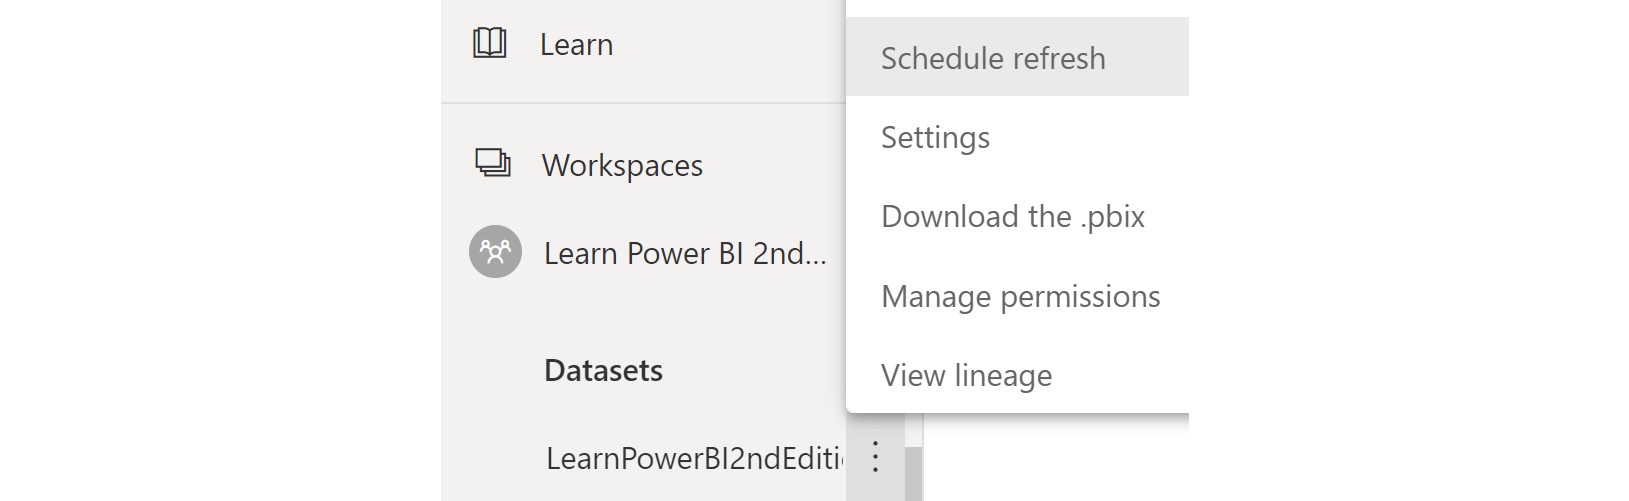 Learn
Workspaces
Learn Power BI 2nd...
Datasets
LearnPowerBI2ndEditi
Schedule refresh
Settings
Download the .pbix
Manage permissions
View lineage